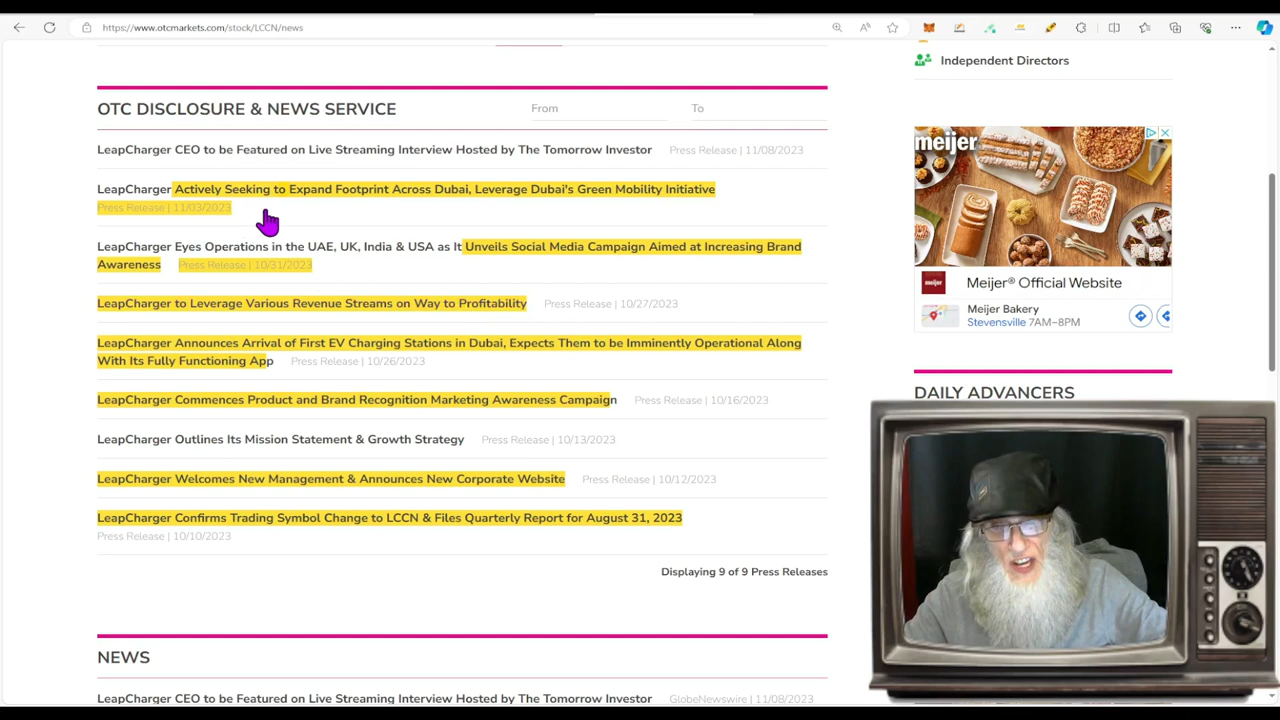 https://www.otcmarkets.com/stock/LCCN/news
Independent Directors
OTC DISCLOSURE & NEWS SERVICE
From
To
LeapCharger CEO to be Featured on Live Streaming Interview Hosted by The Tomorrow Investor Press Release | 11/08/2023
LeapCharger Actively Seeking to Expand Footprint Across Dubai, Leverage Dubai's Green Mobility Initiative
Press Release | 11/03/2023
LeapCharger Eyes Operations in the UAE, UK, India & USA as It Unveils Social Media Campaign Aimed at Increasing Brand
Awareness Press Release | 10/31/2023
LeapCharger to Leverage Various Revenue Streams on Way to Profitability Press Release | 10/27/2023
LeapCharger Announces Arrival of First EV Charging Stations in Dubai, Expects Them to be Imminently Operational Along
With Its Fully Functioning App Press Release | 10/26/2023
LeapCharger Commences Product and Brand Recognition Marketing Awareness Campaign Press Release | 10/16/2023
LeapCharger Outlines Its Mission Statement & Growth Strategy Press Release | 10/13/2023
LeapCharger Welcomes New Management & Announces New Corporate Website Press Release | 10/12/2023
LeapCharger Confirms Trading Symbol Change to LCCN & Files Quarterly Report for August 31, 2023
Press Release | 10/10/2023
Displaying 9 of 9 Press Releases
NEWS
LeapCharger CEO to be Featured on Live Streaming Interview Hosted by The Tomorrow Investor GlobeNewswire | 11/08/2023
meijer
meijer
Meijer® Official Website
Meijer Bakery
Stevensville 7AM–8PM
DAILY ADVANCERS